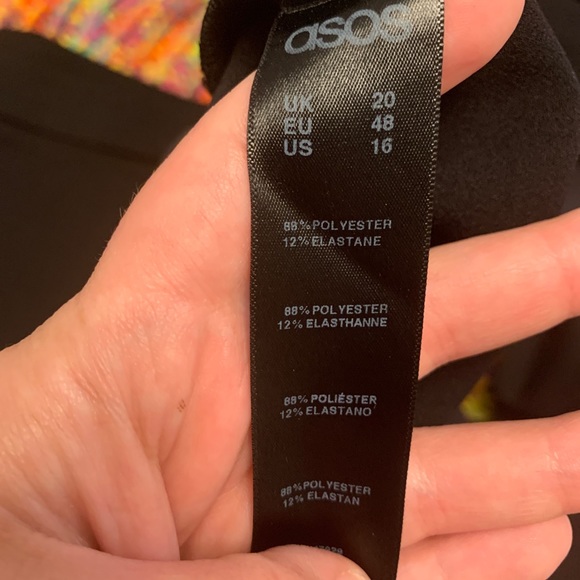 asos
UK 20
EU 48
US 16
88% POLYESTER
12% ELASTANE
88% POLYESTER
12% ELASTHANNE
88% POLIÉSTER
12% ELASTANO
88% POLYESTER
12% ELASTAN